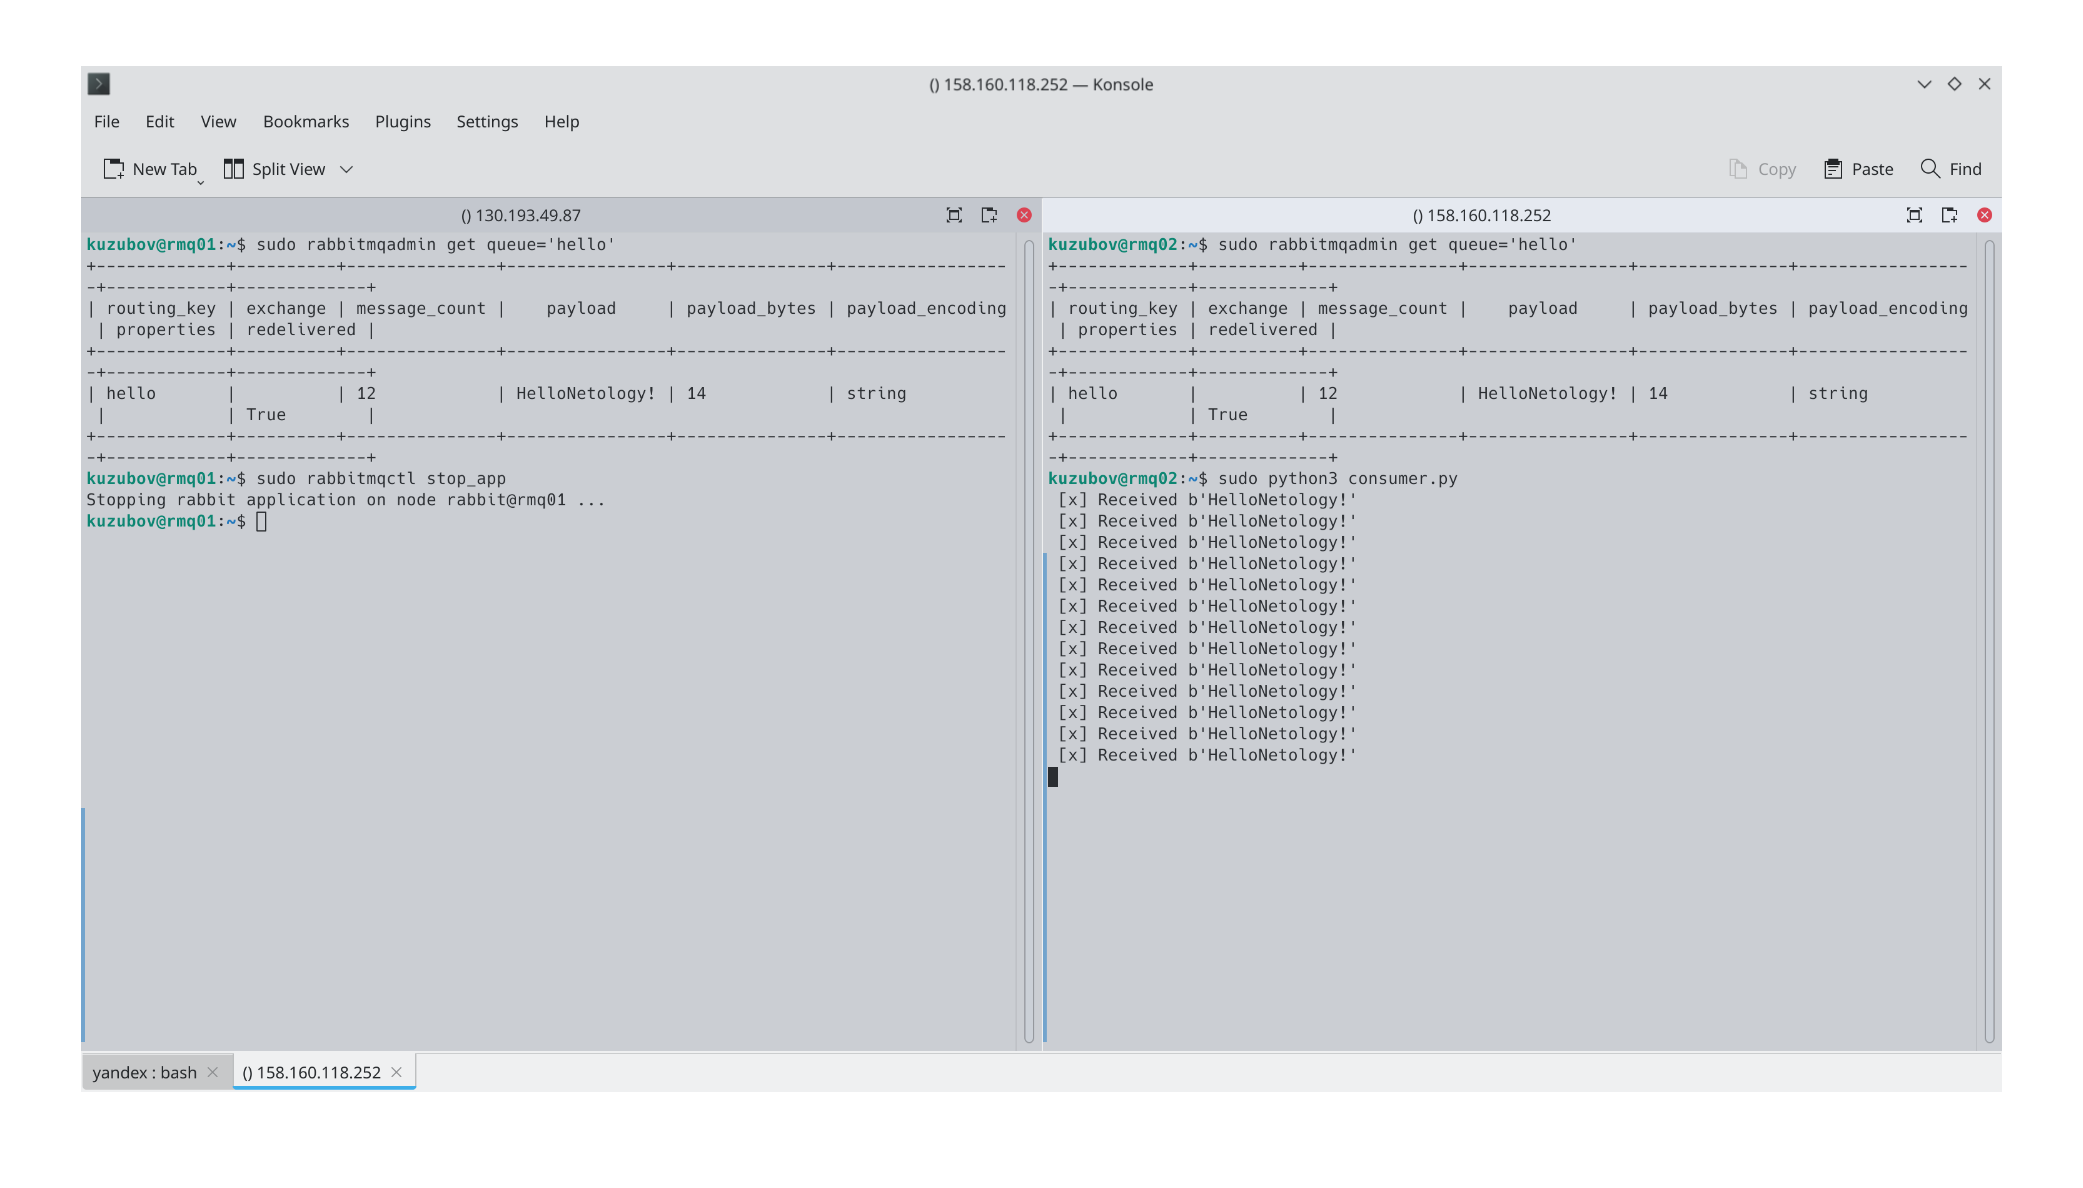 () 158.160.118.252 — Konsole
File Edit View Bookmarks Plugins Settings Help
New Tab Split View Copy Paste Find
() 130.193.49.87
kuzubov@rmq01:~$ sudo rabbitmqadmin get queue='hello'
+-------------+----------+---------------+----------------+---------------+-----------------
-+------------+-------------+
| routing_key | exchange | message_count |    payload     | payload_bytes | payload_encoding
 | properties | redelivered |
+-------------+----------+---------------+----------------+---------------+-----------------
-+------------+-------------+
| hello       |          | 12            | HelloNetology! | 14            | string
 |            | True        |
+-------------+----------+---------------+----------------+---------------+-----------------
-+------------+-------------+
kuzubov@rmq01:~$ sudo rabbitmqctl stop_app
Stopping rabbit application on node rabbit@rmq01 ...
kuzubov@rmq01:~$
() 158.160.118.252
kuzubov@rmq02:~$ sudo rabbitmqadmin get queue='hello'
+-------------+----------+---------------+----------------+---------------+-----------------
-+------------+-------------+
| routing_key | exchange | message_count |    payload     | payload_bytes | payload_encoding
 | properties | redelivered |
+-------------+----------+---------------+----------------+---------------+-----------------
-+------------+-------------+
| hello       |          | 12            | HelloNetology! | 14            | string
 |            | True        |
+-------------+----------+---------------+----------------+---------------+-----------------
-+------------+-------------+
kuzubov@rmq02:~$ sudo python3 consumer.py
 [x] Received b'HelloNetology!'
 [x] Received b'HelloNetology!'
 [x] Received b'HelloNetology!'
 [x] Received b'HelloNetology!'
 [x] Received b'HelloNetology!'
 [x] Received b'HelloNetology!'
 [x] Received b'HelloNetology!'
 [x] Received b'HelloNetology!'
 [x] Received b'HelloNetology!'
 [x] Received b'HelloNetology!'
 [x] Received b'HelloNetology!'
 [x] Received b'HelloNetology!'
 [x] Received b'HelloNetology!'
yandex : bash () 158.160.118.252